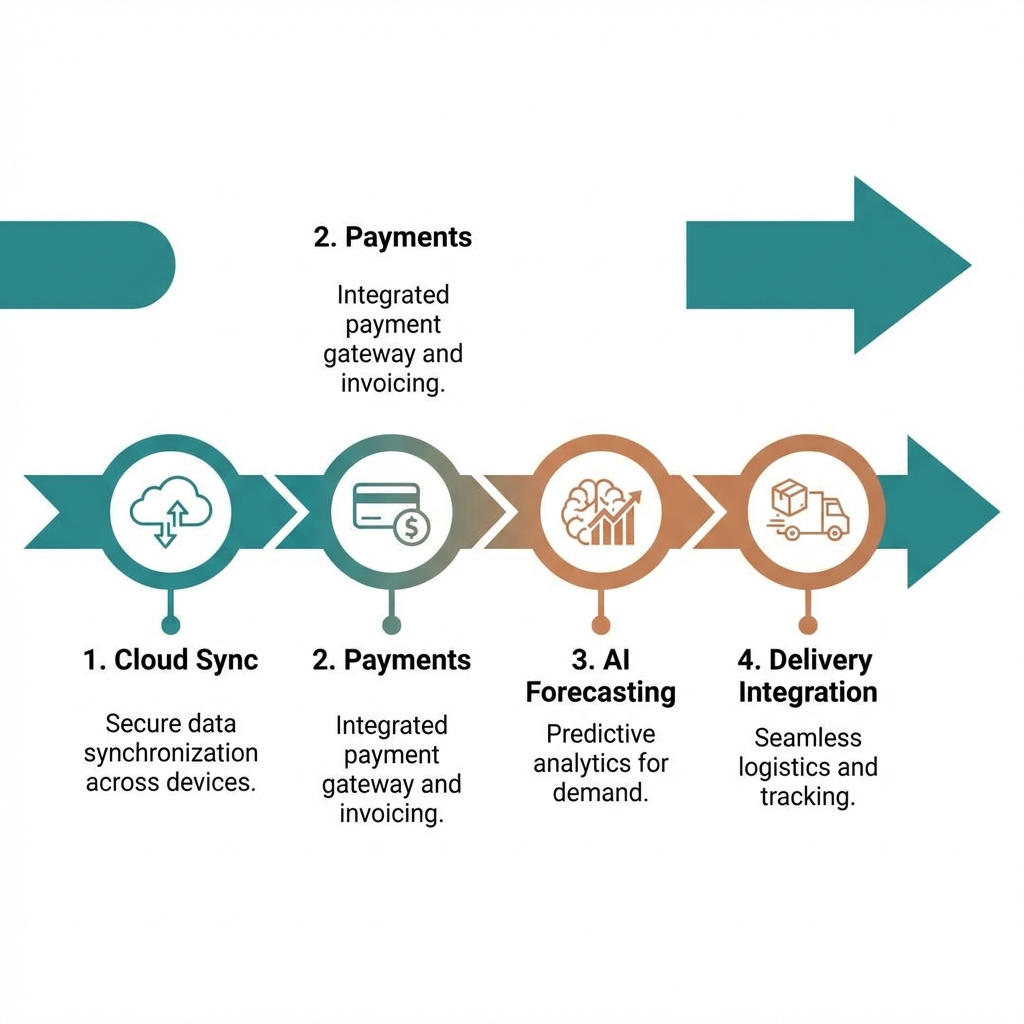 2. Payments
Integrated
payment
gateway and
invoicing.
$
1. Cloud Sync
Secure data
synchronization
across devices.
2. Payments
Integrated
payment
gateway and
invoicing.
3. AI
Forecasting
Predictive
analytics for
demand.
4. Delivery
Integration
Seamless
logistics and
tracking.